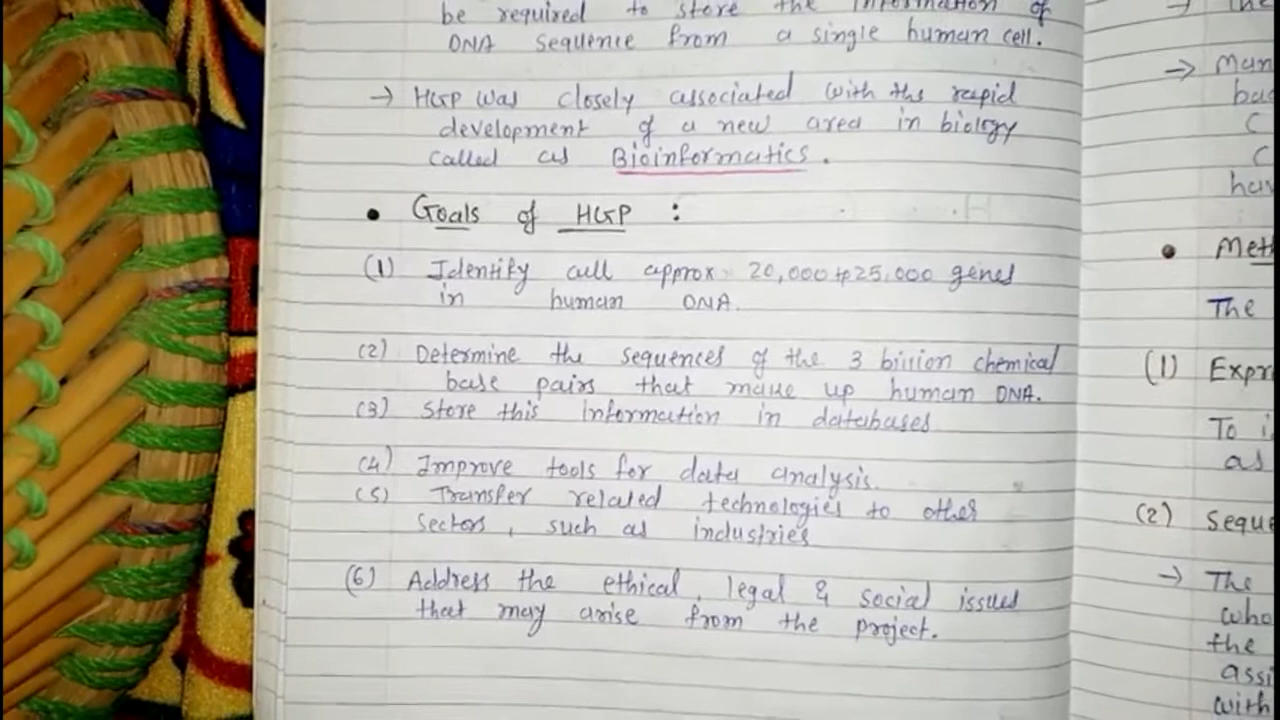 be required to store the information of
DNA sequence from a single human cell.
→ HGP was closely associated with the rapid
development of a new area in biology
called as Bioinformatics.
• Goals of HGP :
(1) Identify all approx 20,000 to 25,000 genes
in human DNA.
(2) Determine the sequences of the 3 billion chemical
base pairs that make up human DNA.
(3) Store this information in databases
(4) Improve tools for data analysis.
(5) Transfer related technologies to other
sectors, such as industries
(6) Address the ethical, legal & social issues
that may arise from the project.
→
→
•
The
(1)
To
as
(2)
→ The
the
with